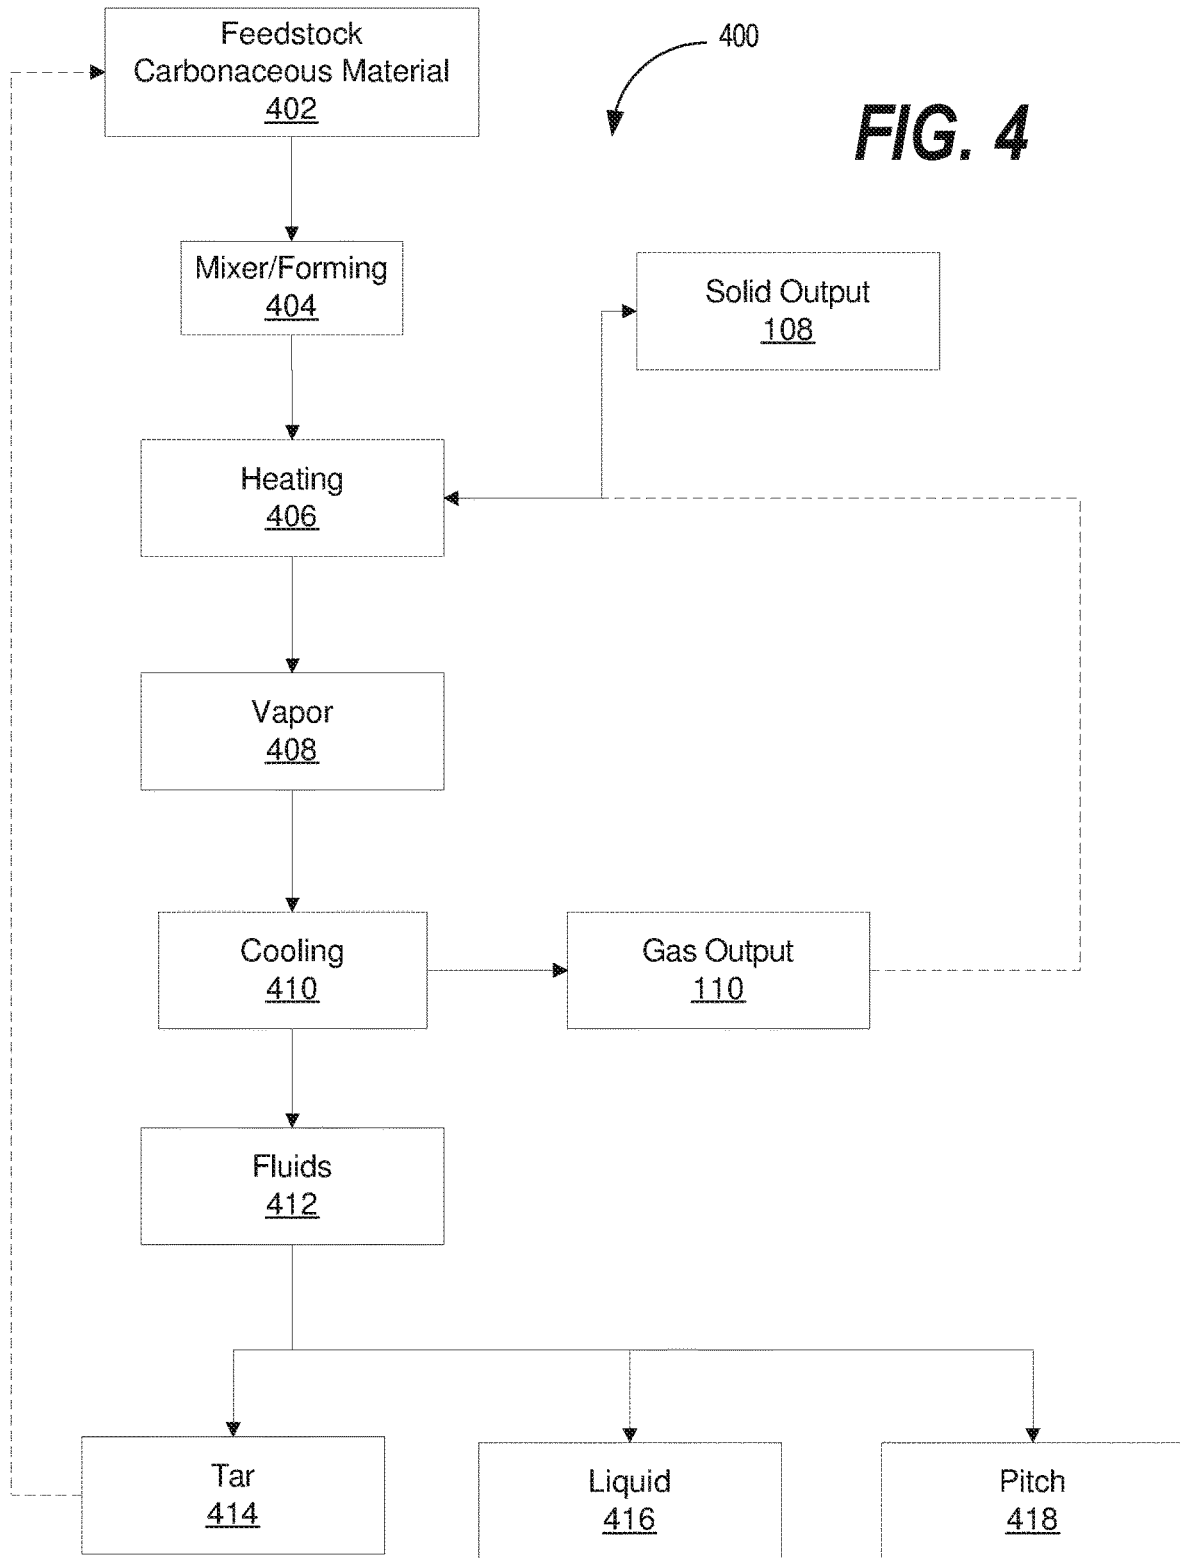 Feedstock
Carbonaceous Material
402
400
FIG. 4
Mixer/Forming
404
Solid Output
108
Heating
406
Vapor
408
Cooling
410
Gas Output
110
Fluids
412
Tar
414
Liquid
416
Pitch
418